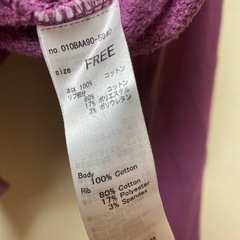 no. 010BAA90-5940
size
FREE
本体 100% コットン
リブ部分 80% コットン
17% ポリエステル
3% ポリウレタン
Body
100% Cotton
Rib
80% Cotton
17% Polyester
3% Spandex